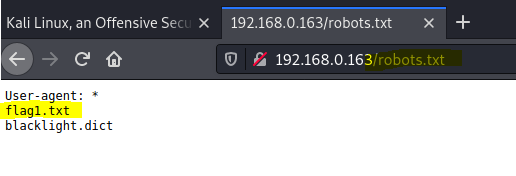 Kali Linux, an Offensive Secu
192.168.0.163/robots.txt
192.168.0.163/robots.txt
User-agent: *
flag1.txt
blacklight.dict